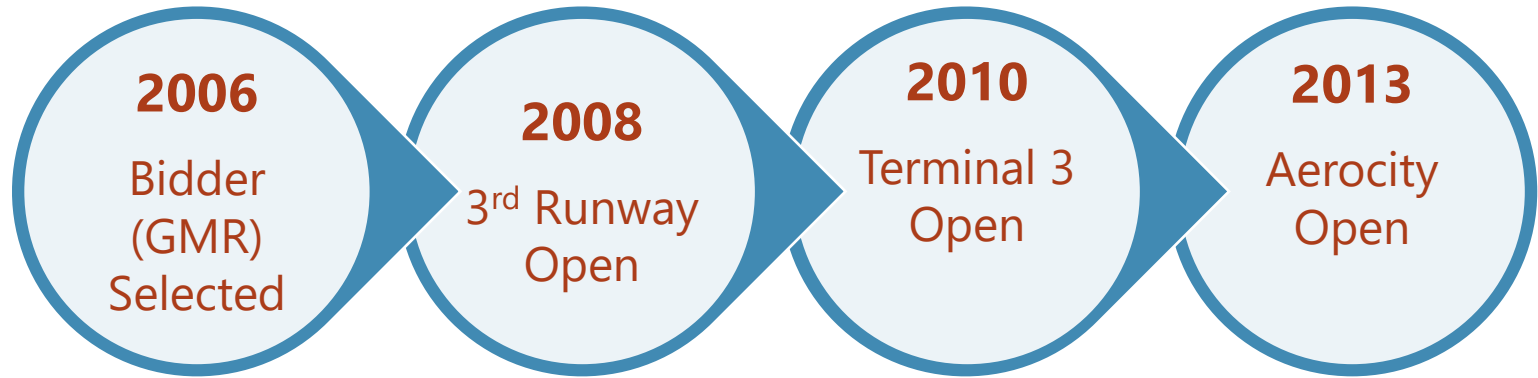 2006
Bidder
(GMR)
Selected
2008
3rd Runway
Open
2010
Terminal 3
Open
2013
Aerocity
Open